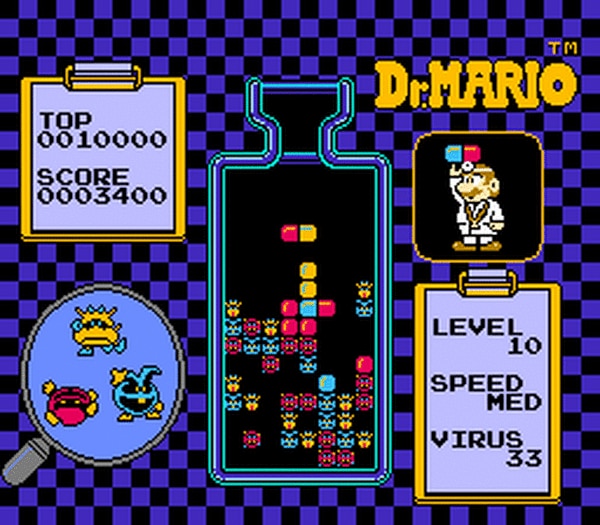 TM
Dr. MARIO
TOP
0010000
SCORE
0003400
LEVEL
10
SPEED
MED
VIRUS
33